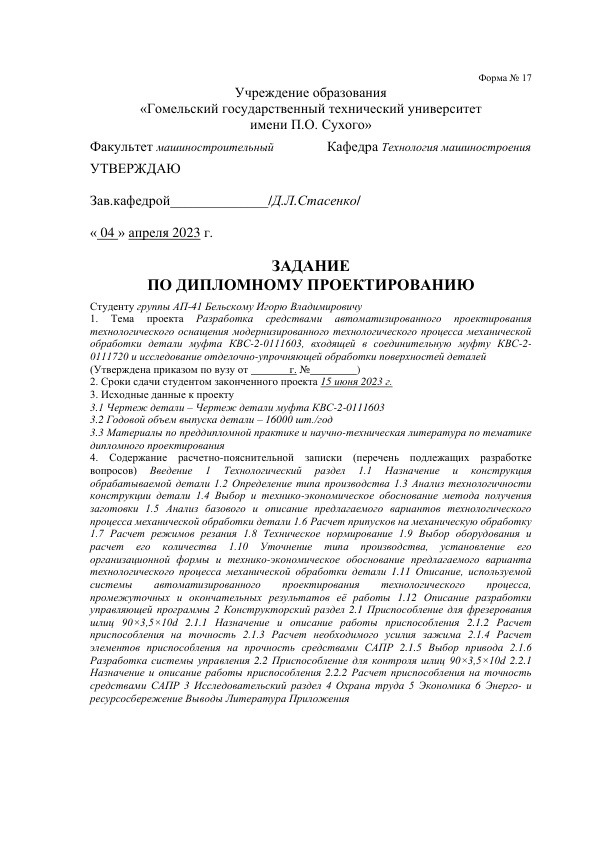 Форма № 17
Учреждение образования
«Гомельский государственный технический университет
имени П.О. Сухого»
Факультет машиностроительный Кафедра Технология машиностроения
УТВЕРЖДАЮ
Зав.кафедрой_______________/Д.Л.Стасенко/
« 04 » апреля 2023 г.
ЗАДАНИЕ
ПО ДИПЛОМНОМУ ПРОЕКТИРОВАНИЮ
Студенту группы АП-41 Бельскому Игорю Владимировичу
1. Тема проекта Разработка средствами автоматизированного проектирования
технологического оснащения модернизированного технологического процесса механической
обработки детали муфта КВС-2-0111603, входящей в соединительную муфту КВС-2-
0111720 и исследование отделочно-упрочняющей обработки поверхностей деталей
(Утверждена приказом по вузу от _______г. №_________)
2. Сроки сдачи студентом законченного проекта 15 июня 2023 г.
3. Исходные данные к проекту
3.1 Чертеж детали – Чертеж детали муфта КВС-2-0111603
3.2 Годовой объем выпуска детали – 16000 шт./год
3.3 Материалы по преддипломной практике и научно-техническая литература по тематике
дипломного проектирования
4. Содержание расчетно-пояснительной записки (перечень подлежащих разработке
вопросов) Введение 1 Технологический раздел 1.1 Назначение и конструкция
обрабатываемой детали 1.2 Определение типа производства 1.3 Анализ технологичности
конструкции детали 1.4 Выбор и технико-экономическое обоснование метода получения
заготовки 1.5 Анализ базового и описание предлагаемого вариантов технологического
процесса механической обработки детали 1.6 Расчет припусков на механическую обработку
1.7 Расчет режимов резания 1.8 Техническое нормирование 1.9 Выбор оборудования и
расчет его количества 1.10 Уточнение типа производства, установление его
организационной формы и технико-экономическое обоснование предлагаемого варианта
технологического процесса механической обработки детали 1.11 Описание, используемой
системы автоматизированного проектирования технологического процесса,
промежуточных и окончательных результатов её работы 1.12 Описание разработки
управляющей программы 2 Конструкторский раздел 2.1 Приспособление для фрезерования
шлиц 90×3,5×10d 2.1.1 Назначение и описание работы приспособления 2.1.2 Расчет
приспособления на точность 2.1.3 Расчет необходимого усилия зажима 2.1.4 Расчет
элементов приспособления на прочность средствами САПР 2.1.5 Выбор привода 2.1.6
Разработка системы управления 2.2 Приспособление для контроля шлиц 90×3,5×10d 2.2.1
Назначение и описание работы приспособления 2.2.2 Расчет приспособления на точность
средствами САПР 3 Исследовательский раздел 4 Охрана труда 5 Экономика 6 Энерго- и
ресурсосбережение Выводы Литература Приложения